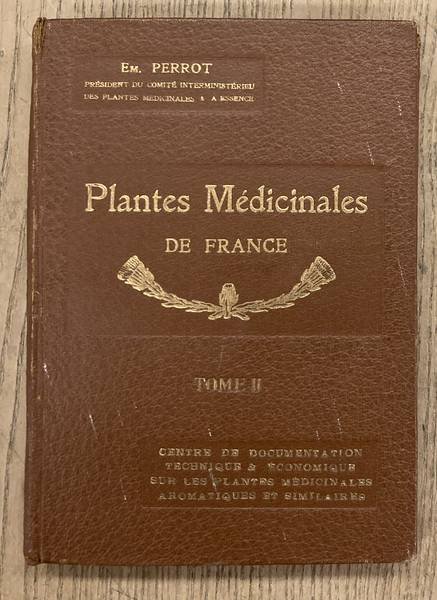 EM. PERROT
PRÉSIDENT DU COMITÉ INTERMINISTÉRIEL
DES PLANTES MÉDICINALES & A ESSENCE
Plantes Médicinales
DE FRANCE
TOME II
CENTRE DE DOCUMENTATION
TECHNIQUE & ÉCONOMIQUE
SUR LES PLANTES MÉDICINALES
AROMATIQUES ET SIMILAIRES